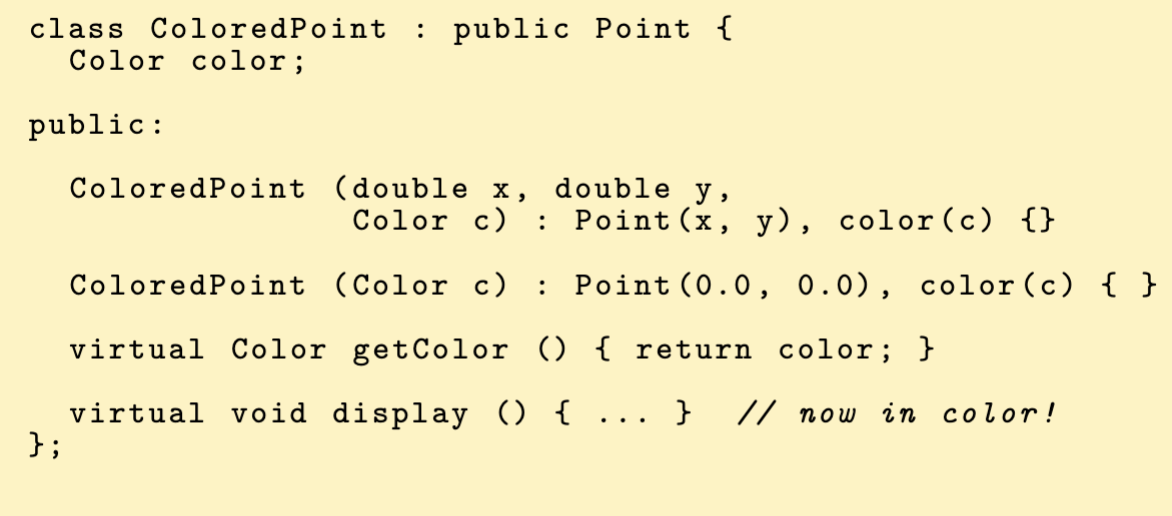 class ColoredPoint : public Point {
  Color color;
public:
  ColoredPoint (double x, double y,
                Color c) : Point(x, y), color(c) {}
  ColoredPoint (Color c) : Point(0.0, 0.0), color(c) { }
  virtual Color getColor () { return color; }
  virtual void display () { ... }  // now in color!
};